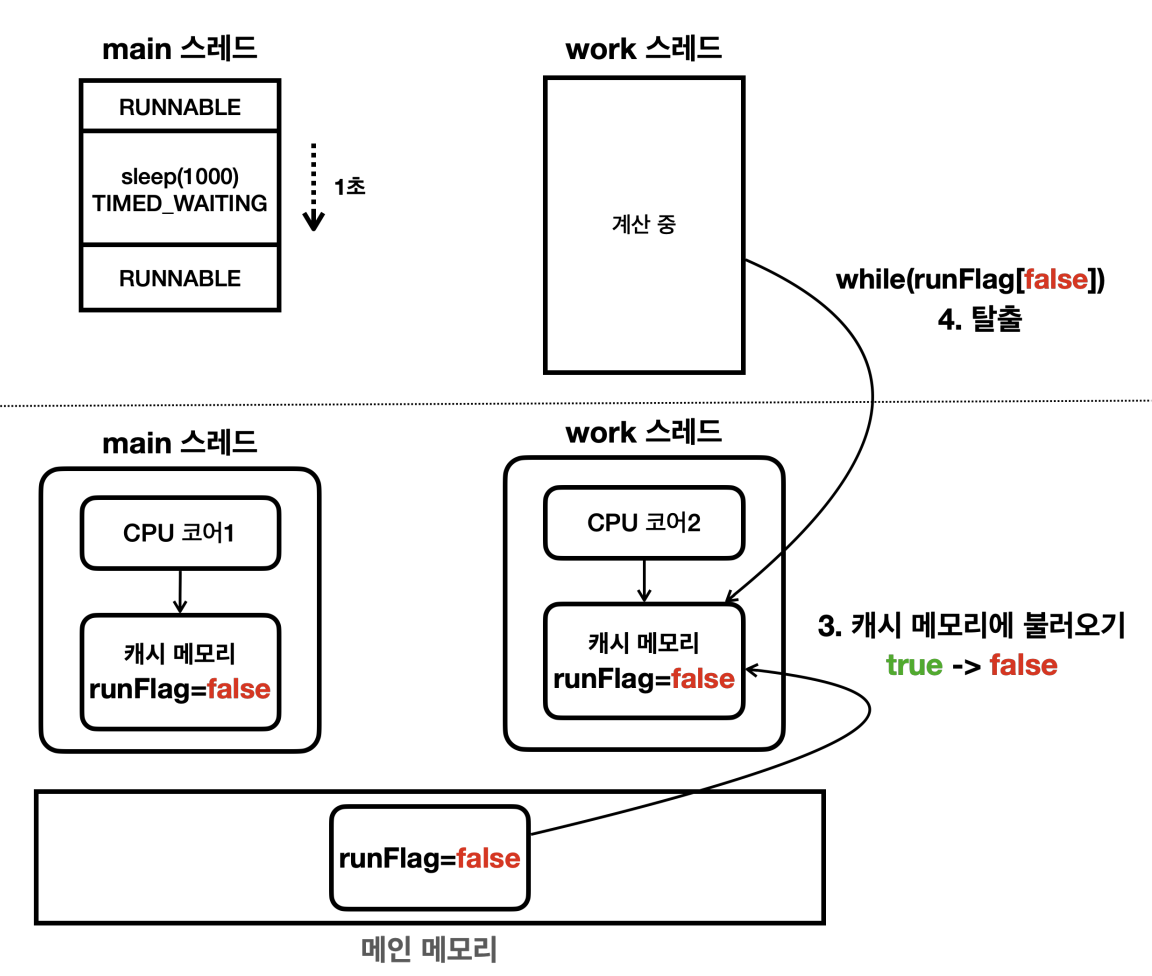 main 스레드
work 스레드
RUNNABLE
sleep(1000)
TIMED_WAITING
1초
RUNNABLE
계산 중
while(runFlag[false])
4. 탈출
main 스레드
work 스레드
CPU 코어1
CPU 코어2
캐시 메모리
runFlag=false
캐시 메모리
runFlag=false
3. 캐시 메모리에 불러오기
true -> false
runFlag=false
메인 메모리